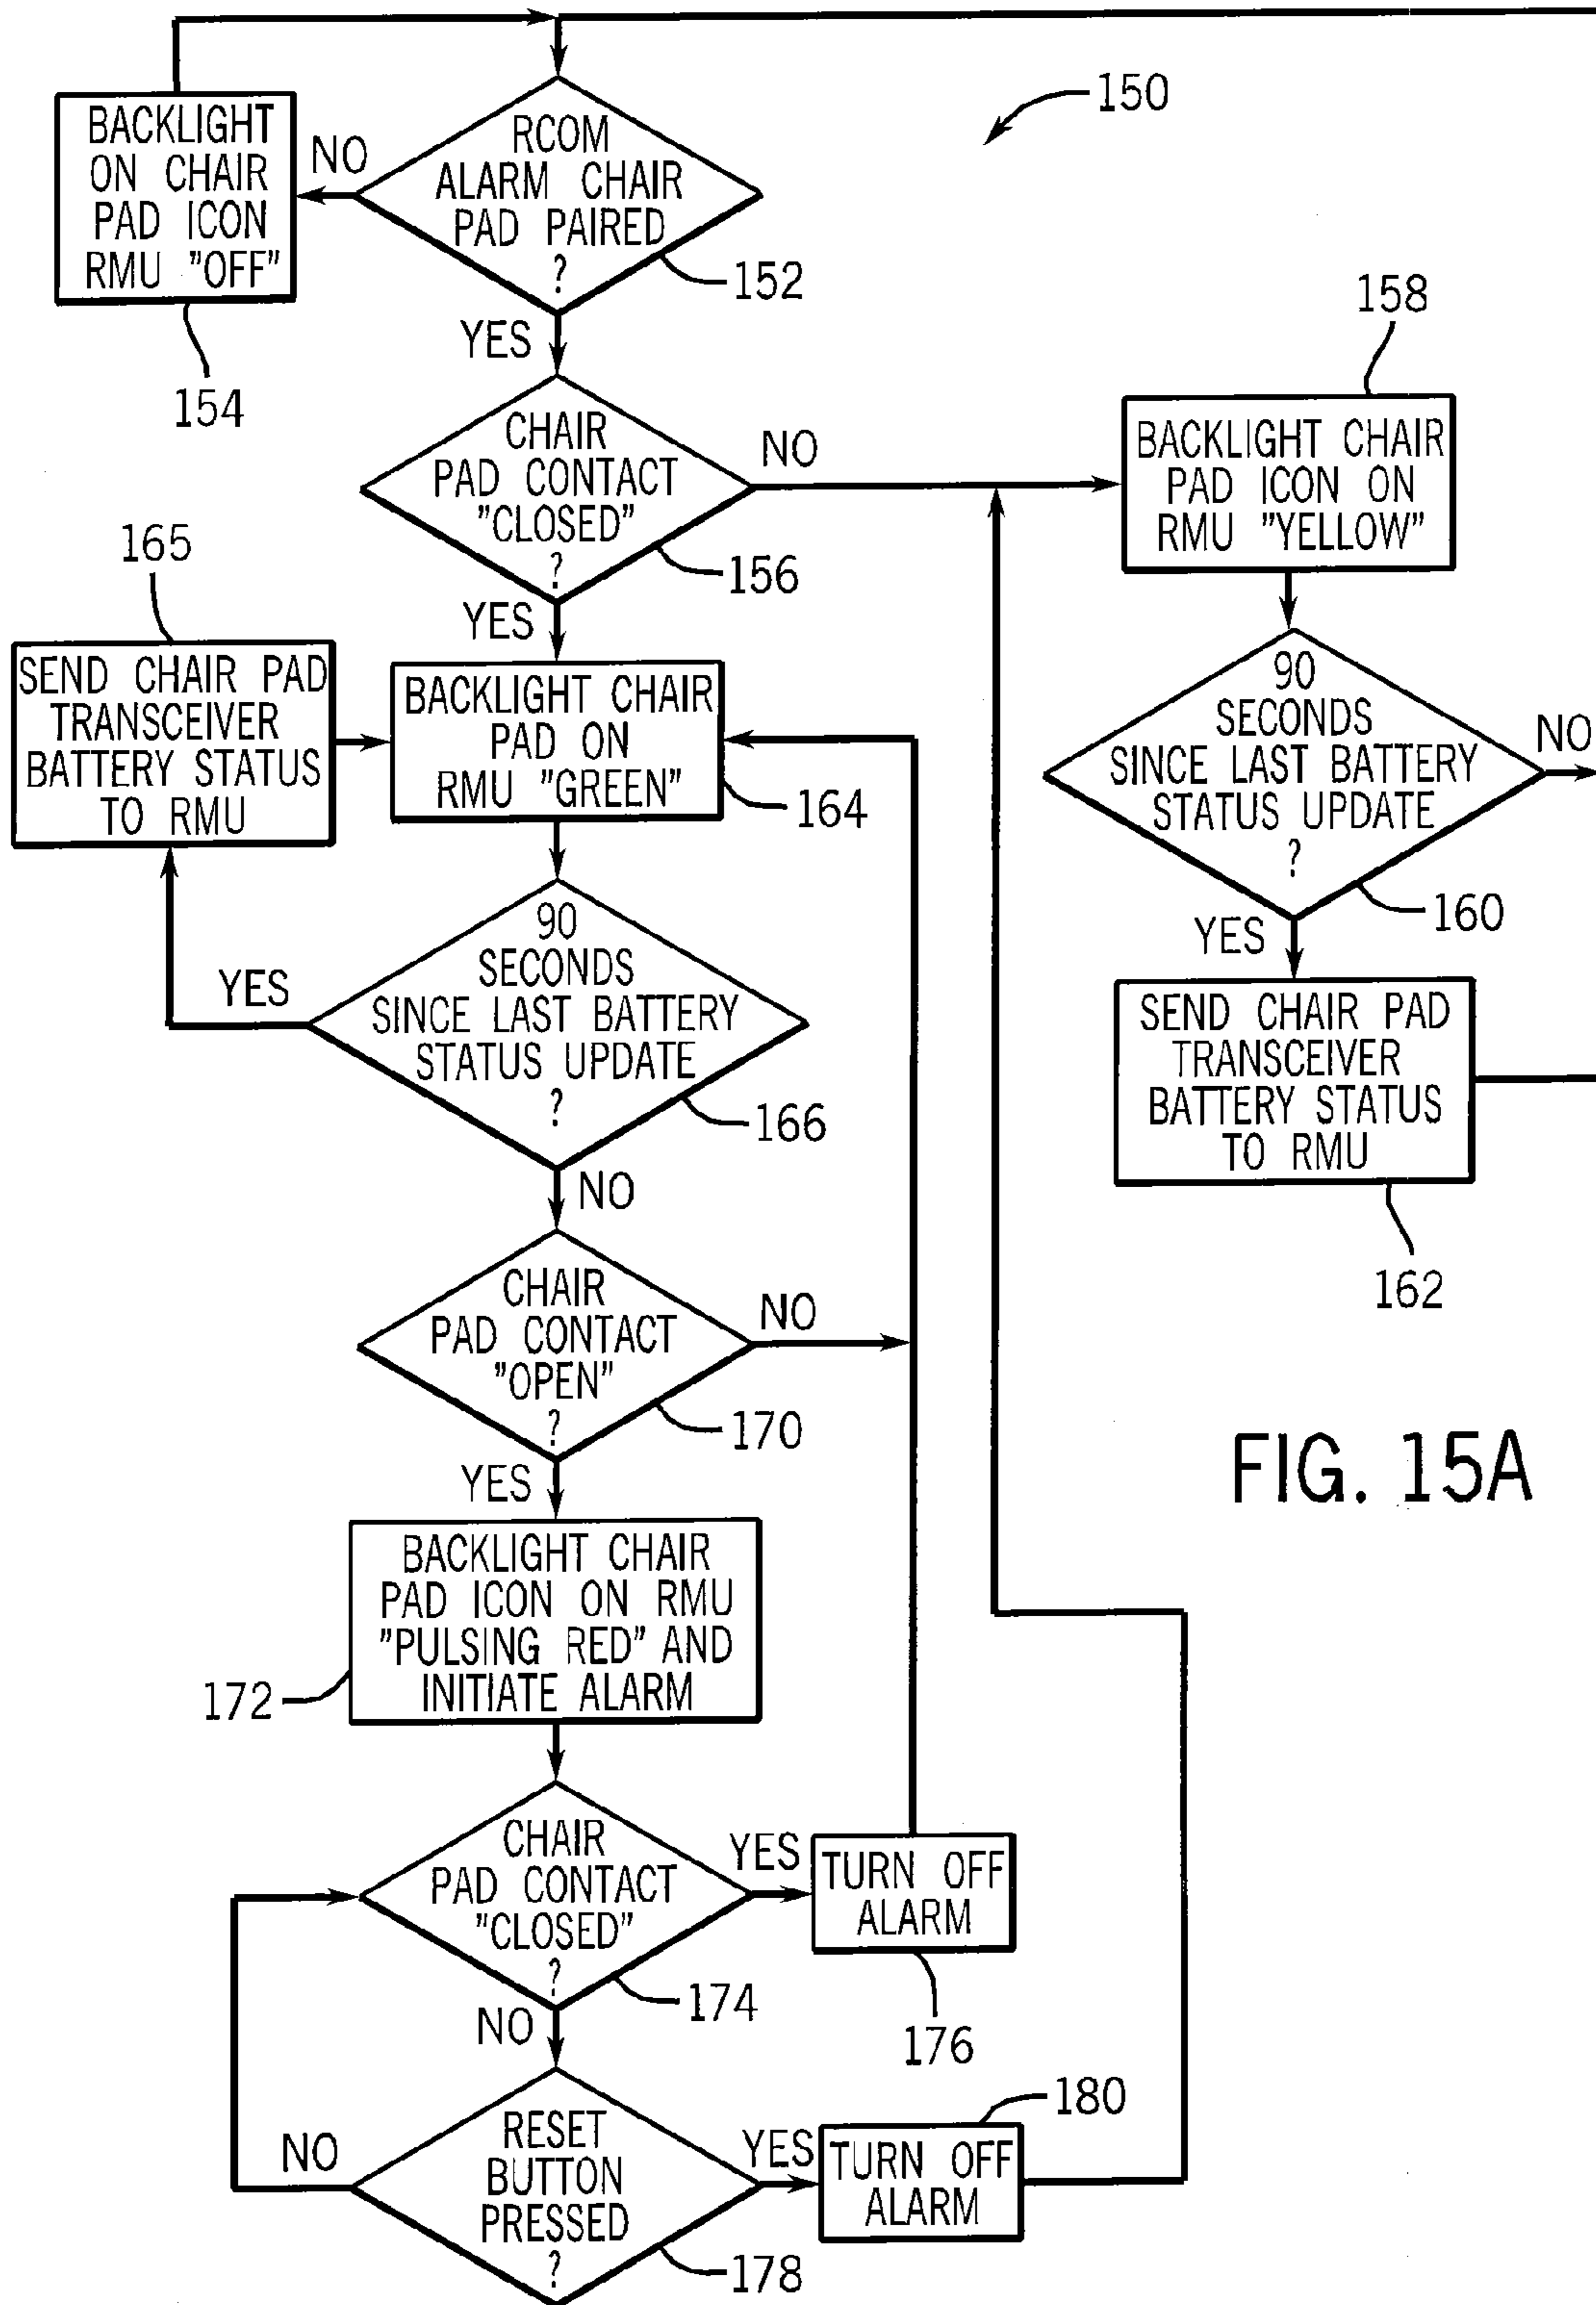 150
BACKLIGHT
ON CHAIR
PAD ICON
RMU "OFF"
154
NO
RCOM
ALARM CHAIR
PAD PAIRED
?
152
YES
CHAIR
PAD CONTACT
"CLOSED"
?
156
NO
158
BACKLIGHT CHAIR
PAD ICON ON
RMU "YELLOW"
YES
165
SEND CHAIR PAD
TRANSCEIVER
BATTERY STATUS
TO RMU
BACKLIGHT CHAIR
PAD ON
RMU "GREEN"
164
90
SECONDS
SINCE LAST BATTERY
STATUS UPDATE
?
NO
160
YES
SEND CHAIR PAD
TRANSCEIVER
BATTERY STATUS
TO RMU
162
90
SECONDS
SINCE LAST BATTERY
STATUS UPDATE
?
YES
166
NO
CHAIR
PAD CONTACT
"OPEN"
?
NO
170
YES
FIG. 15A
BACKLIGHT CHAIR
PAD ICON ON RMU
"PULSING RED" AND
INITIATE ALARM
172
CHAIR
PAD CONTACT
"CLOSED"
?
174
YES
TURN OFF
ALARM
176
NO
RESET
BUTTON
PRESSED
?
178
NO
YES
180
TURN OFF
ALARM